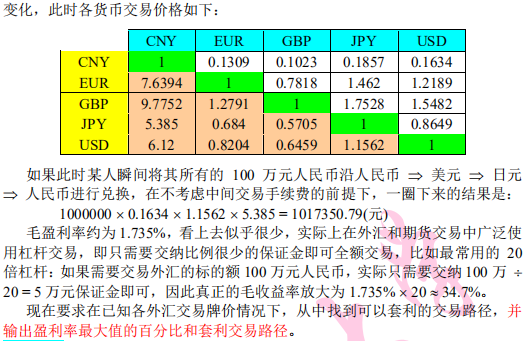 变化，此时各货币交易价格如下：
CNY EUR GBP JPY USD
CNY 1 0.1309 0.1023 0.1857 0.1634
EUR 7.6394 1 0.7818 1.462 1.2189
GBP 9.7752 1.2791 1 1.7528 1.5482
JPY 5.385 0.684 0.5705 1 0.8649
USD 6.12 0.8204 0.6459 1.1562 1
如果此时某人瞬间将其所有的 100 万元人民币沿人民币 ⇒ 美元 ⇒ 日元
⇒ 人民币进行兑换，在不考虑中间交易手续费的前提下，一圈下来的结果是：
1000000 × 0.1634 × 1.1562 × 5.385 = 1017350.79(元)
毛盈利率约为 1.735%，看上去似乎很少，实际上在外汇和期货交易中广泛使
用杠杆交易，即只需要交纳比例很少的保证金即可全额交易，比如最常用的 20
倍杠杆：如果需要交易外汇的标的额 100 万元人民币，实际只需要交纳 100 万 ÷
20 = 5 万元保证金即可，因此真正的毛收益率放大为 1.735% × 20 ≈ 34.7%。
现在要求在已知各外汇交易牌价情况下，从中找到可以套利的交易路径，并
输出盈利率最大值的百分比和套利交易路径。